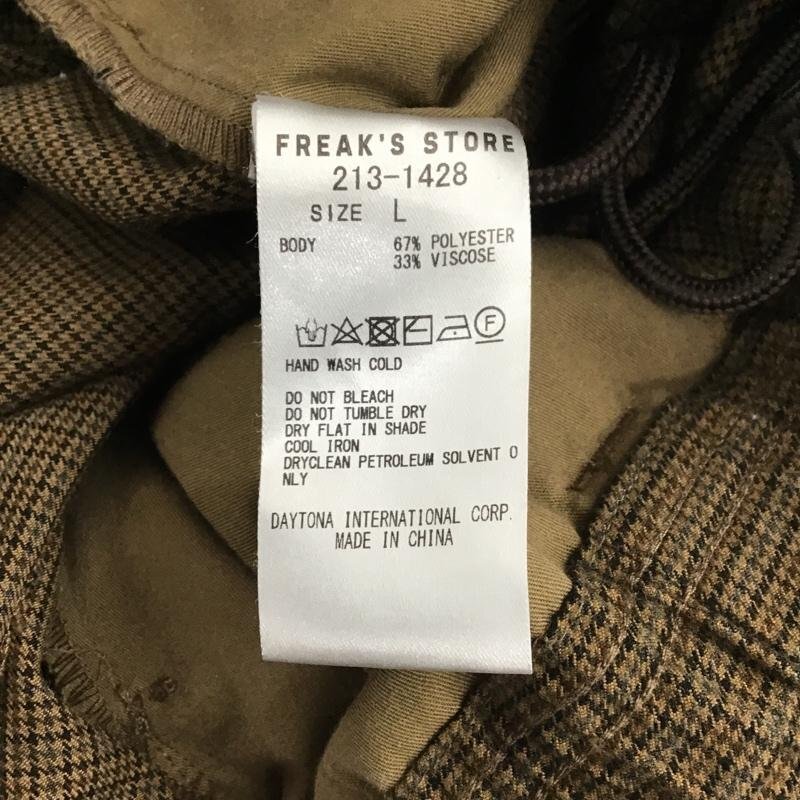 FREAK'S STORE
213-1428
SIZE L
BODY 67% POLYESTER
33% VISCOSE
F
HAND WASH COLD
DO NOT BLEACH
DO NOT TUMBLE DRY
DRY FLAT IN SHADE
COOL IRON
DRYCLEAN PETROLEUM SOLVENT O
NLY
DAYTONA INTERNATIONAL CORP.
MADE IN CHINA